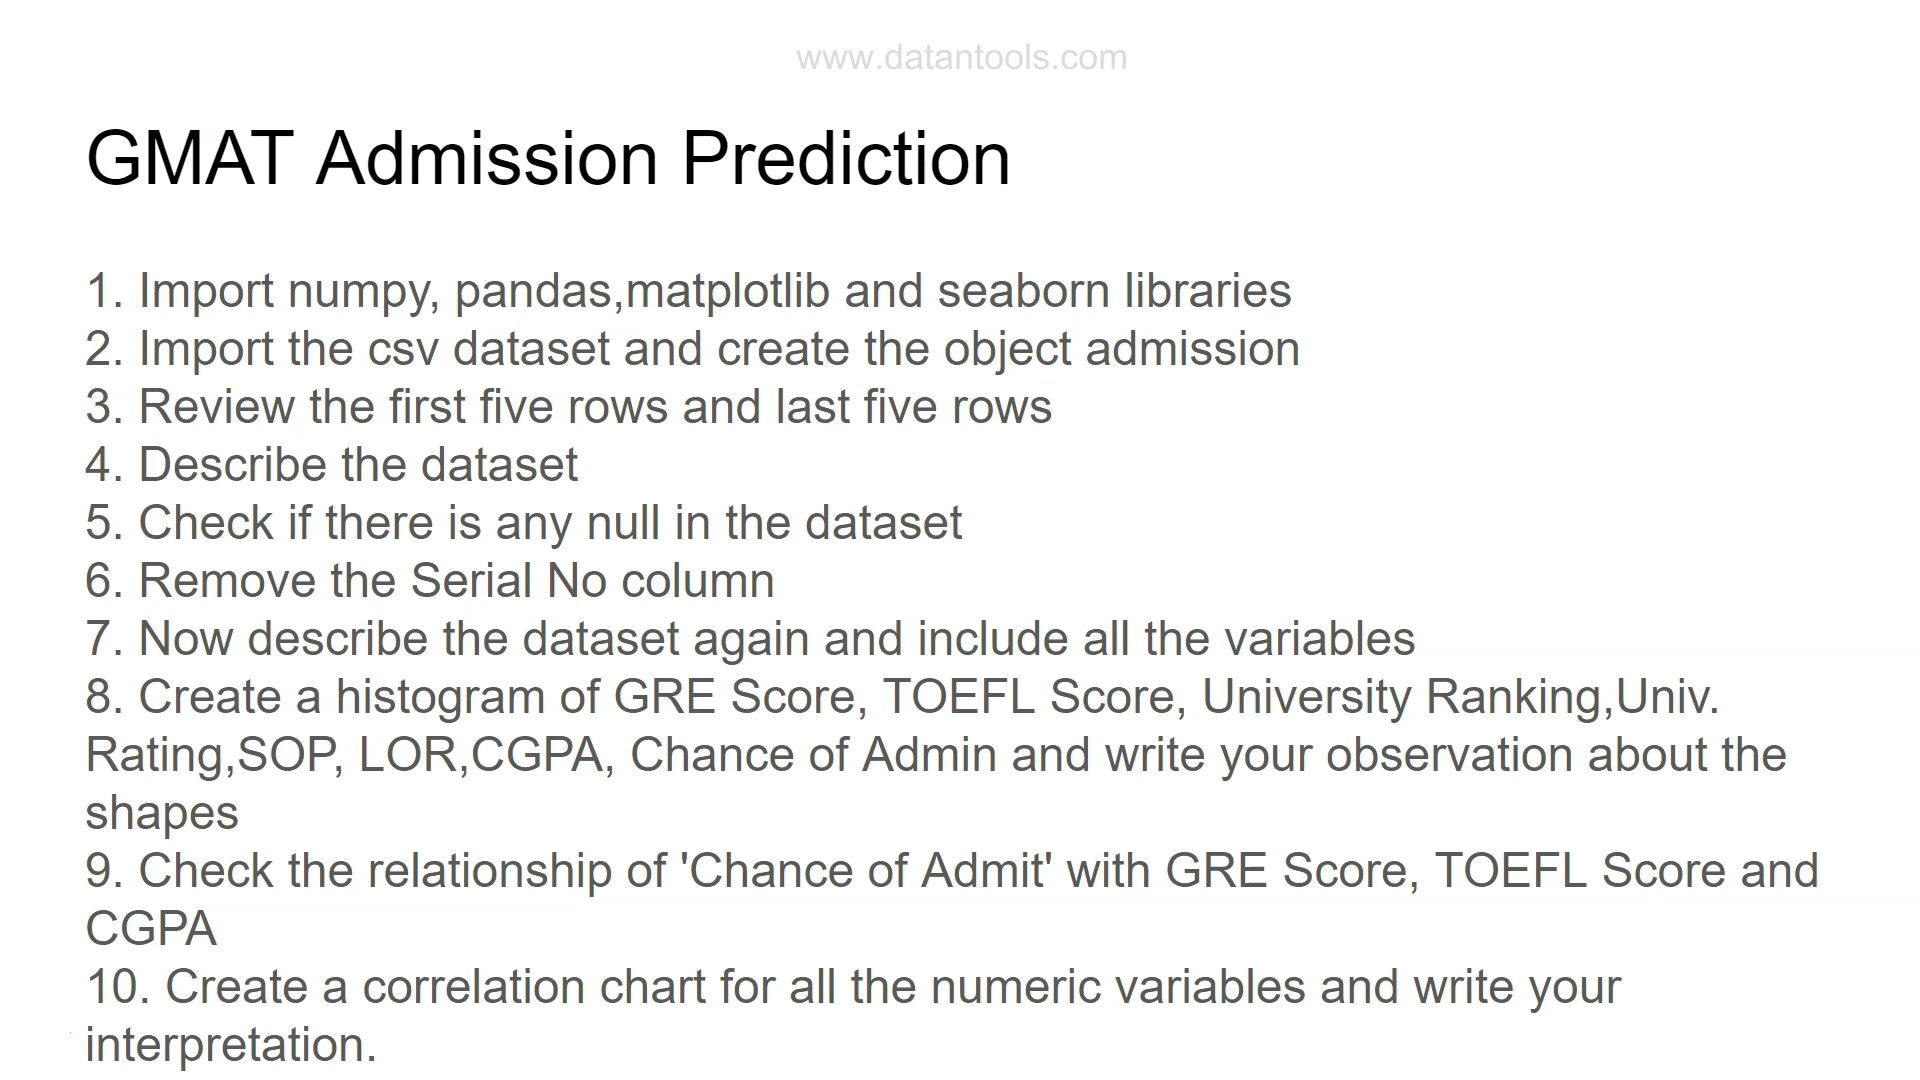 www.datantools.com
GMAT Admission Prediction
1. Import numpy, pandas,matplotlib and seaborn libraries
2. Import the csv dataset and create the object admission
3. Review the first five rows and last five rows
4. Describe the dataset
5. Check if there is any null in the dataset
6. Remove the Serial No column
7. Now describe the dataset again and include all the variables
8. Create a histogram of GRE Score, TOEFL Score, University Ranking,Univ.
Rating,SOP, LOR,CGPA, Chance of Admin and write your observation about the
shapes
9. Check the relationship of 'Chance of Admit' with GRE Score, TOEFL Score and
CGPA
10. Create a correlation chart for all the numeric variables and write your
interpretation.